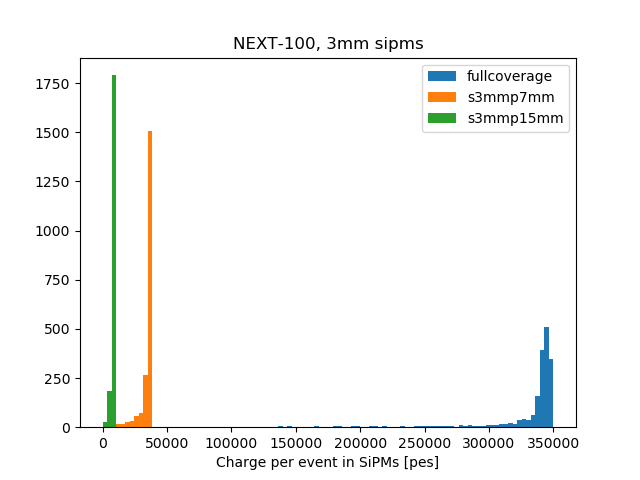 NEXT-100, 3mm sipms
fullcoverage
s3mmp7mm
s3mmp15mm
1750
1500
1250
1000
750
500
250
0
0 50000 100000 150000 200000 250000 300000 350000
Charge per event in SiPMs [pes]